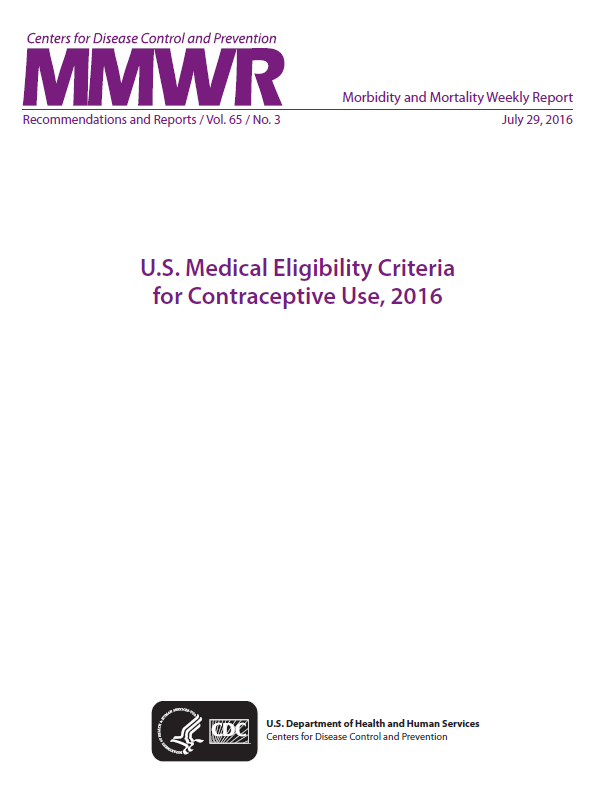 Centers for Disease Control and Prevention
MMWR
Morbidity and Mortality Weekly Report
Recommendations and Reports / Vol. 65 / No. 3
July 29, 2016
U.S. Medical Eligibility Criteria
for Contraceptive Use, 2016
CDC
U.S. Department of Health and Human Services
Centers for Disease Control and Prevention